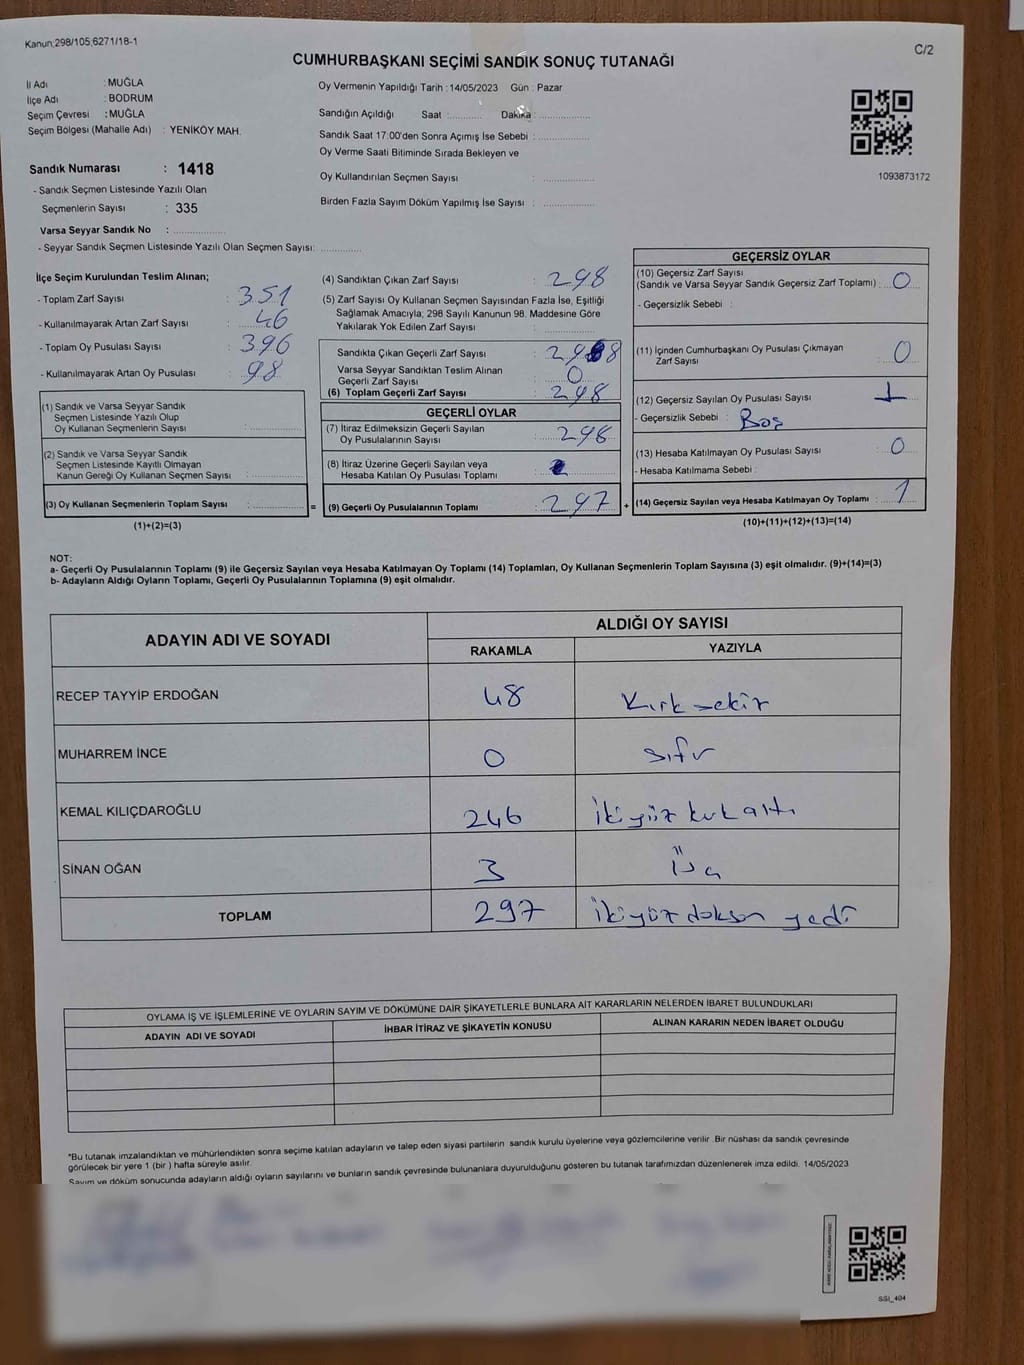 Kanun;298/105,6271/18-1
C/2
CUMHURBAŞKANI SEÇİMİ SANDIK SONUÇ TUTANAĞI
İl Adı : MUĞLA
İlçe Adı : BODRUM
Seçim Çevresi : MUĞLA
Seçim Bölgesi (Mahalle Adı) : YENİKÖY MAH.
Sandık Numarası : 1418
- Sandık Seçmen Listesinde Yazılı Olan
Seçmenlerin Sayısı : 335
Varsa Seyyar Sandık No :
- Seyyar Sandık Seçmen Listesinde Yazılı Olan Seçmen Sayısı:
Oy Vermenin Yapıldığı Tarih : 14/05/2023 Gün : Pazar
Sandığın Açıldığı Saat : Dakika :
Sandık Saat 17:00'den Sonra Açımış İse Sebebi :
Oy Verme Saati Bitiminde Sırada Bekleyen ve
Oy Kullandırılan Seçmen Sayısı :
Birden Fazla Sayım Döküm Yapılmış İse Sayısı :
1093873172
İlçe Seçim Kurulundan Teslim Alınan;
- Toplam Zarf Sayısı : 351
- Kullanılmayarak Artan Zarf Sayısı : 46
- Toplam Oy Pusulası Sayısı : 396
- Kullanılmayarak Artan Oy Pusulası : 98
(1) Sandık ve Varsa Seyyar Sandık
Seçmen Listesinde Yazılı Olup
Oy Kullanan Seçmenlerin Sayısı :
(2) Sandık ve Varsa Seyyar Sandık
Seçmen Listesinde Kayıtlı Olmayan
Kanun Gereği Oy Kullanan Seçmen Sayısı :
(3) Oy Kullanan Seçmenlerin Toplam Sayısı :
(1)+(2)=(3)
=
(4) Sandıktan Çıkan Zarf Sayısı : 298
(5) Zarf Sayısı Oy Kullanan Seçmen Sayısından Fazla İse, Eşitliği
Sağlamak Amacıyla; 298 Sayılı Kanunun 98. Maddesine Göre
Yakılarak Yok Edilen Zarf Sayısı :
Sandıkta Çıkan Geçerli Zarf Sayısı : 298
Varsa Seyyar Sandıktan Teslim Alınan
Geçerli Zarf Sayısı : 0
(6) Toplam Geçerli Zarf Sayısı : 298
GEÇERLİ OYLAR
(7) İtiraz Edilmeksizin Geçerli Sayılan
Oy Pusulalarının Sayısı : 298
(8) İtiraz Üzerine Geçerli Sayılan veya
Hesaba Katılan Oy Pusulası Toplamı :
(9) Geçerli Oy Pusulalarının Toplamı : 297
+
GEÇERSİZ OYLAR
(10) Geçersiz Zarf Sayısı
(Sandık ve Varsa Seyyar Sandık Geçersiz Zarf Toplamı) : 0
- Geçersizlik Sebebi :
(11) İçinden Cumhurbaşkanı Oy Pusulası Çıkmayan
Zarf Sayısı : 0
(12) Geçersiz Sayılan Oy Pusulası Sayısı : 1
- Geçersizlik Sebebi : Boş
(13) Hesaba Katılmayan Oy Pusulası Sayısı : 0
- Hesaba Katılmama Sebebi :
(14) Geçersiz Sayılan veya Hesaba Katılmayan Oy Toplamı : 1
(10)+(11)+(12)+(13)=(14)
NOT:
a- Geçerli Oy Pusulalarının Toplamı (9) ile Geçersiz Sayılan veya Hesaba Katılmayan Oy Toplamı (14) Toplamları, Oy Kullanan Seçmenlerin Toplam Sayısına (3) eşit olmalıdır. (9)+(14)=(3)
b- Adayların Aldığı Oyların Toplamı, Geçerli Oy Pusulalarının Toplamına (9) eşit olmalıdır.
ADAYIN ADI VE SOYADI
ALDIĞI OY SAYISI
RAKAMLA YAZIYLA
RECEP TAYYİP ERDOĞAN 48 Kırk sekiz
MUHARREM İNCE 0 Sıfır
KEMAL KILIÇDAROĞLU 246 İkiyüz kırk altı
SİNAN OĞAN 3 Üç
TOPLAM 297 İkiyüz doksan yedi
OYLAMA İŞ VE İŞLEMLERİNE VE OYLARIN SAYIM VE DÖKÜMÜNE DAİR ŞİKAYETLERLE BUNLARA AİT KARARLARIN NELERDEN İBARET BULUNDUKLARI
ADAYIN ADI VE SOYADI
İHBAR İTİRAZ VE ŞİKAYETİN KONUSU
ALINAN KARARIN NEDEN İBARET OLDUĞU
*Bu tutanak imzalandıktan ve mühürlendikten sonra seçime katılan adayların ve talep eden siyasi partilerin sandık kurulu üyelerine veya gözlemcilerine verilir. Bir nüshası da sandık çevresinde
görülecek bir yere 1 (bir ) hafta süreyle asılır.
Sayım ve döküm sonucunda adayların aldığı oyların sayılarını ve bunların sandık çevresinde bulunanlara duyurulduğunu gösteren bu tutanak tarafımızdan düzenlenerek imza edildi. 14/05/2023
SSI_404